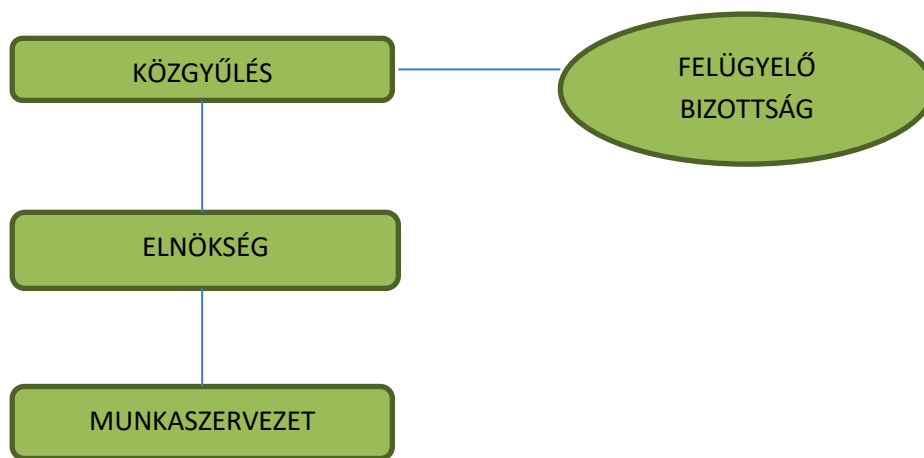 KÖZGYŰLÉS
FELÜGYELŐ
BIZOTTSÁG
ELNÖKSÉG
MUNKASZERVEZET